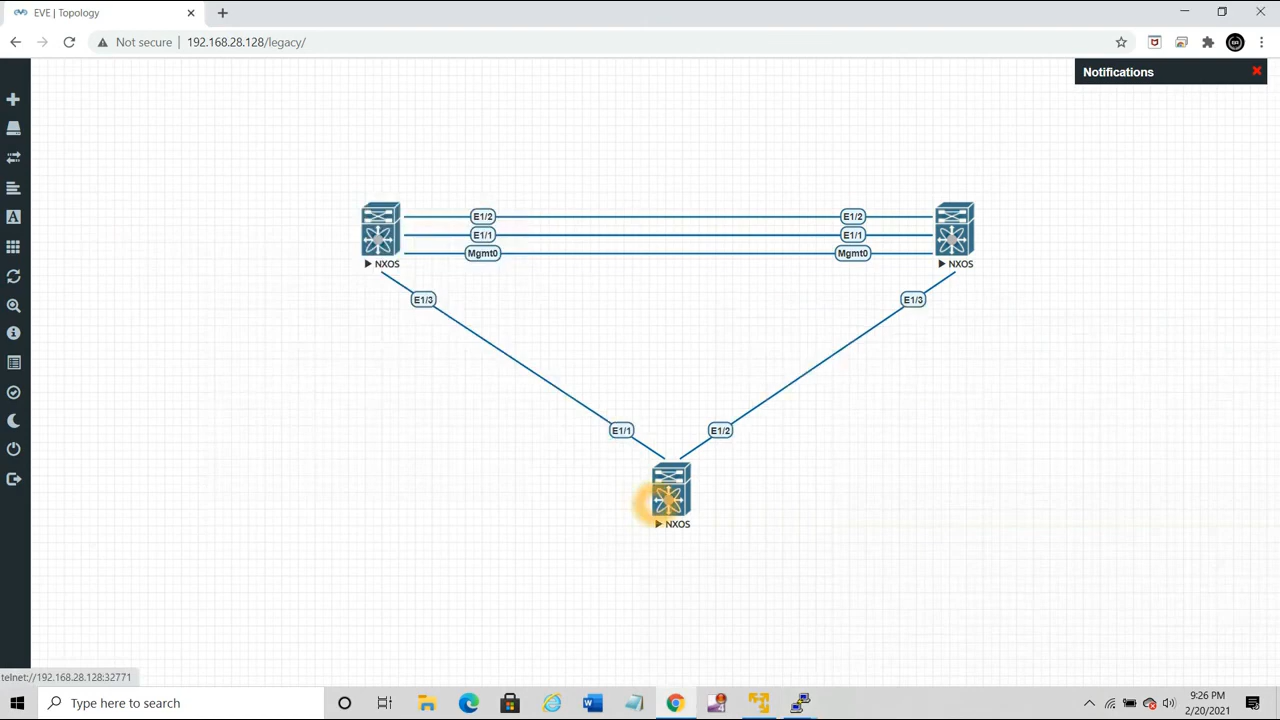 EVE | Topology
Not secure
192.168.28.128/legacy/
Notifications
E1/2
E1/2
E1/1
E1/1
Mgmt0
Mgmt0
NXOS
NXOS
E1/3
E1/3
E1/1
E1/2
NXOS
telnet://192.168.28.128:32771
Type here to search
9:26 PM
2/20/2021